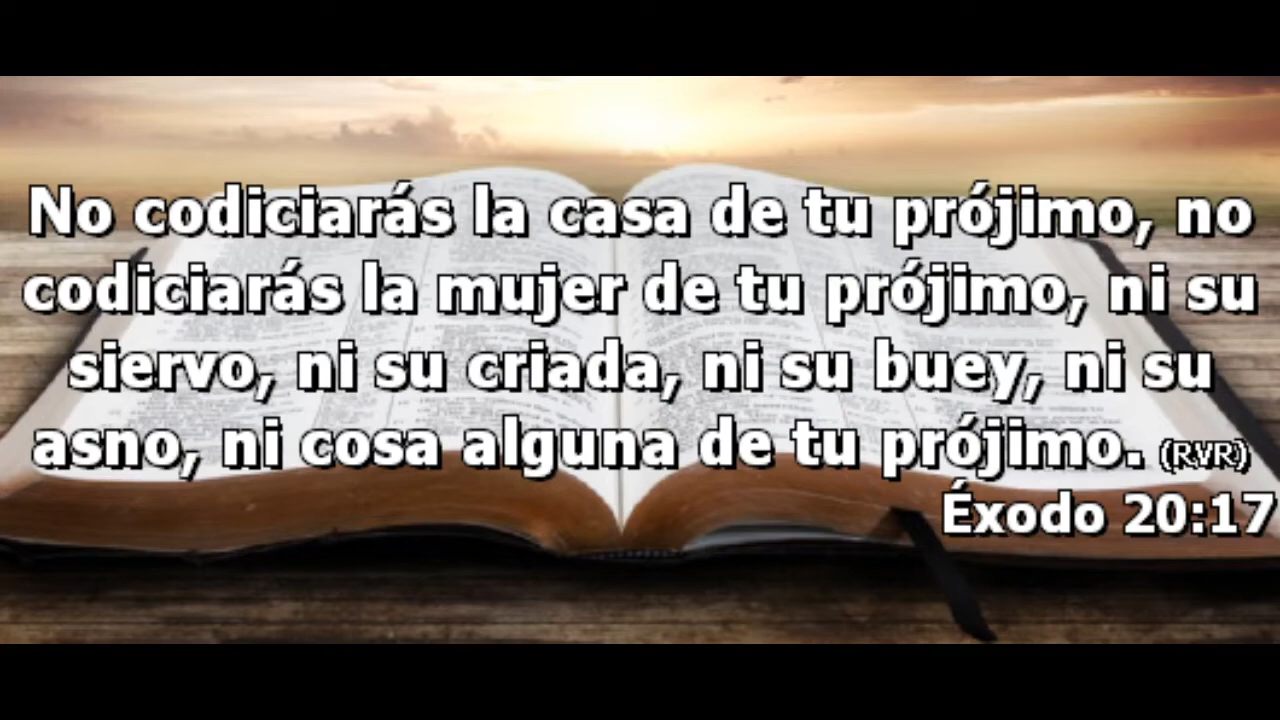 No codiciarás la casa de tu prójimo, no
codiciarás la mujer de tu prójimo, ni su
siervo, ni su criada, ni su buey, ni su
asno, ni cosa alguna de tu prójimo. (RVR)
Éxodo 20:17